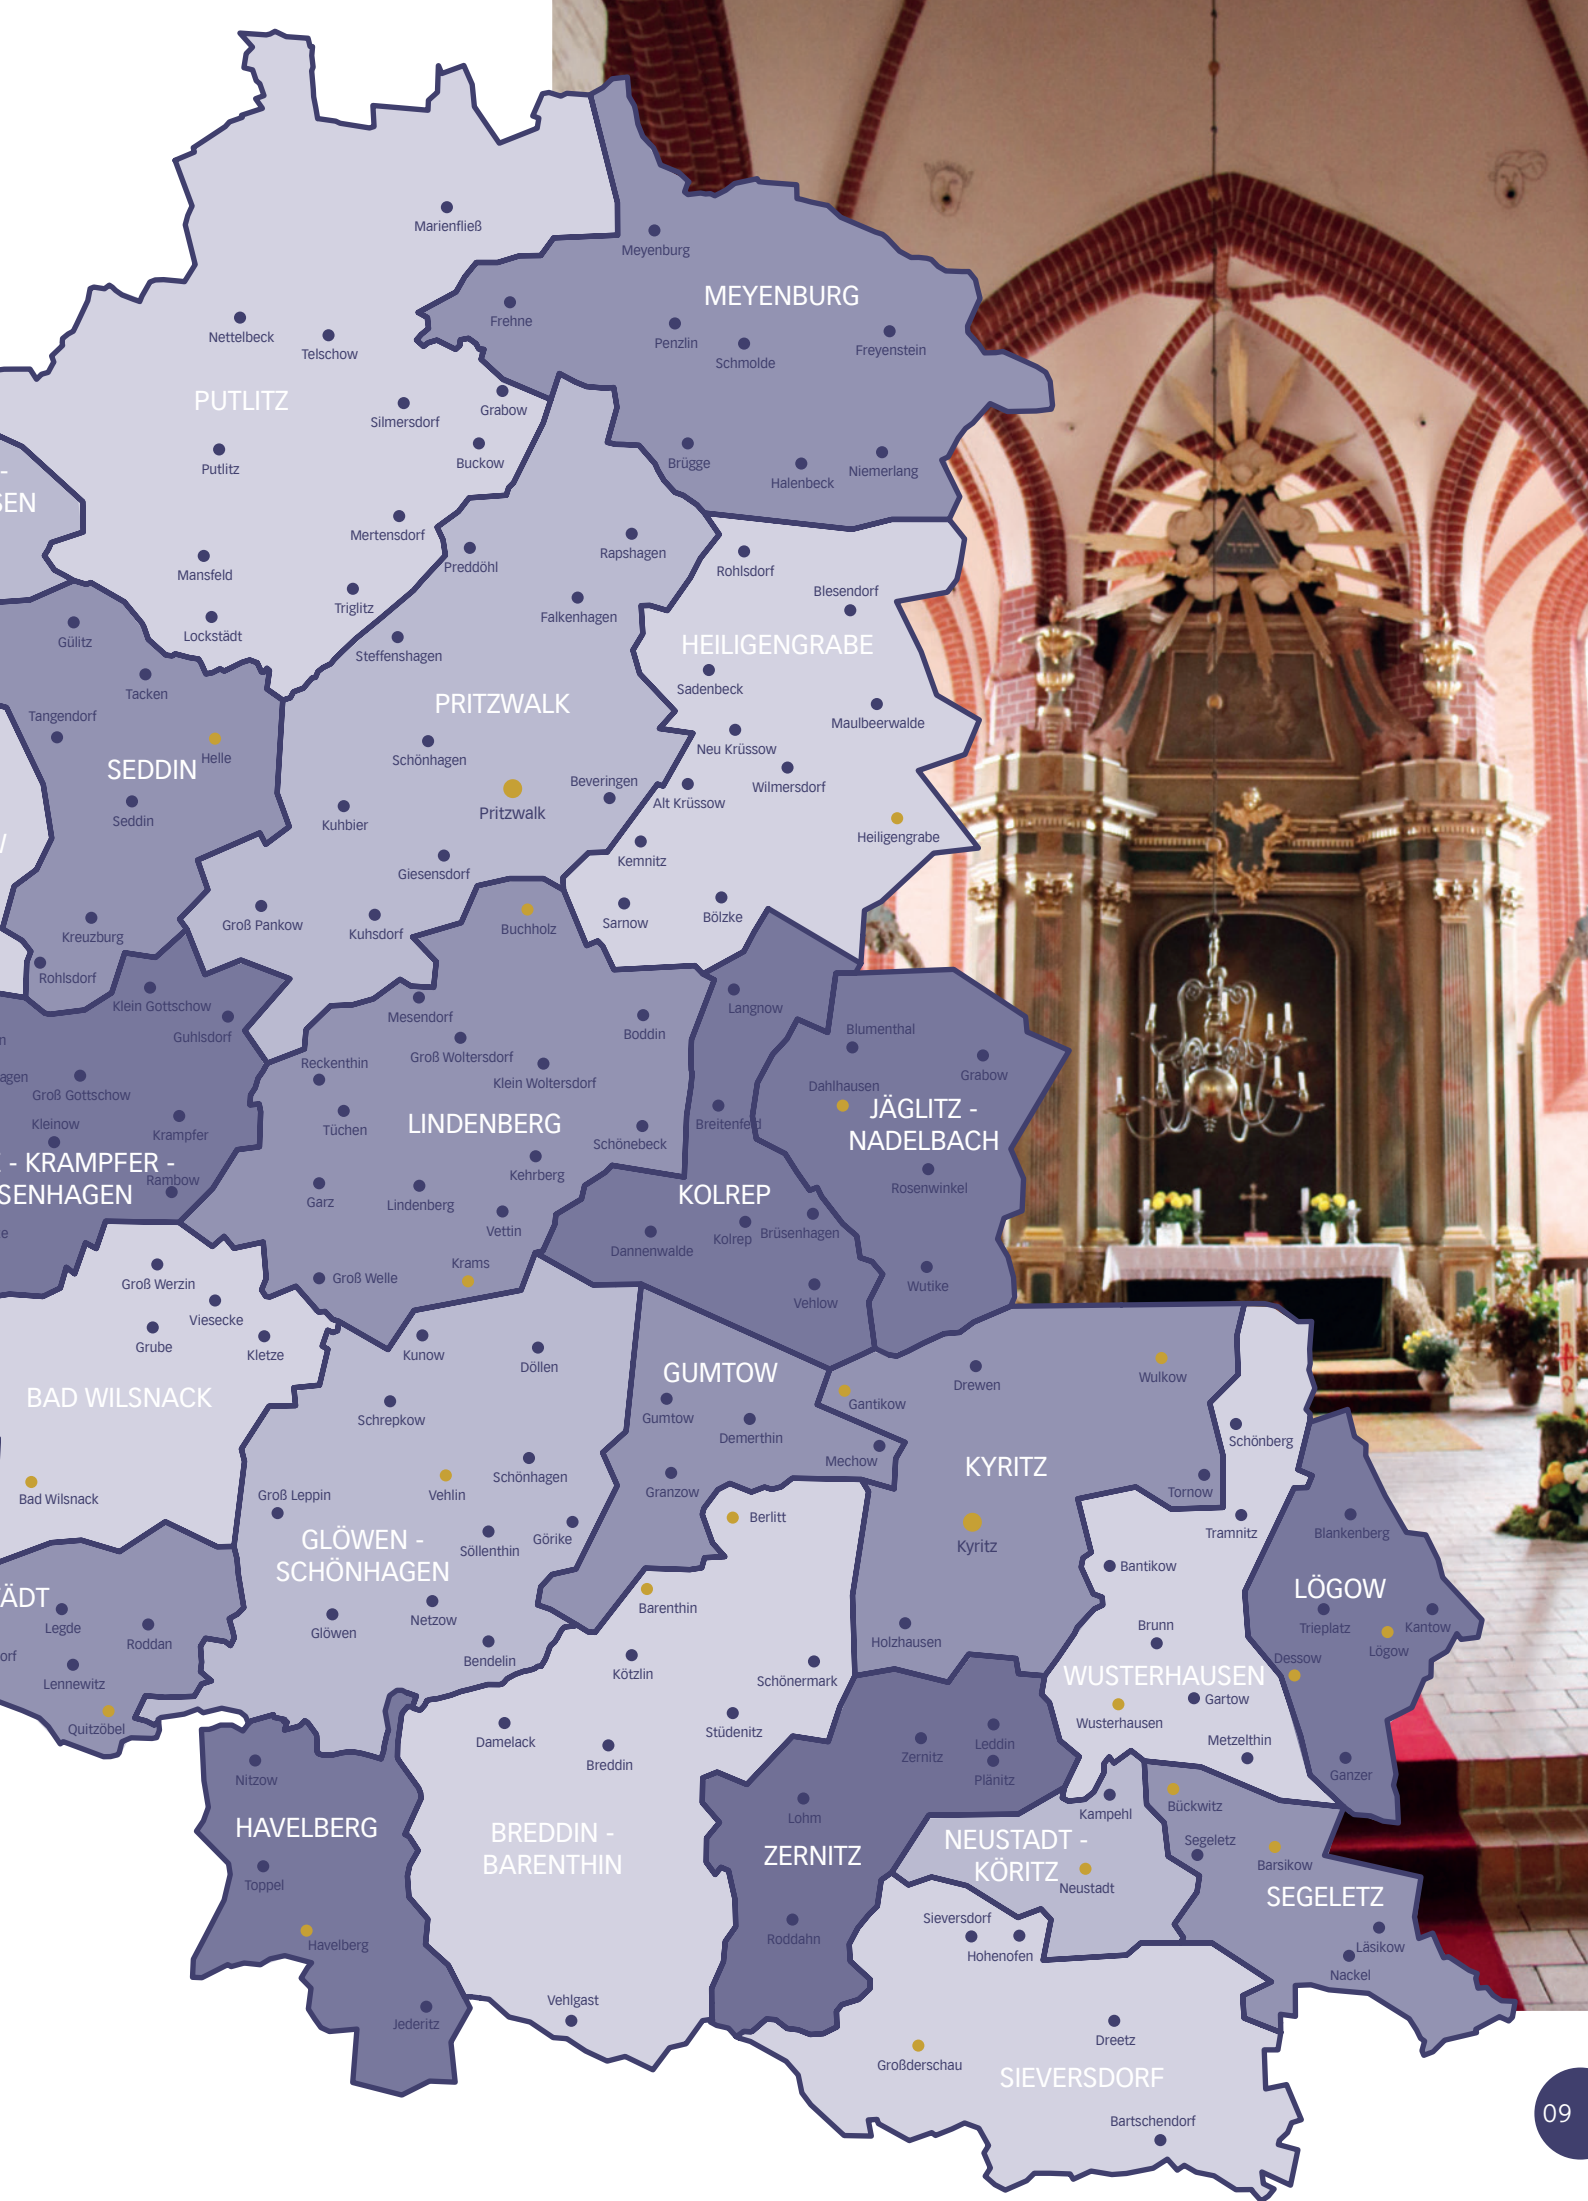 Marienfließ
Meyenburg
MEYENBURG
Frehne
Nettelbeck
Telschow
Penzlin
Schmolde
Freyenstein
PUTLITZ
Silmersdorf
Grabow
Putlitz
Buckow
Brügge
Halenbeck
Niemerlang
-
SEN
Mertensdorf
Preddöhl
Rapshagen
Rohlsdorf
Mansfeld
Blesendorf
Triglitz
Falkenhagen
Lockstädt
Gülitz
Steffenshagen
HEILIGENGRABE
Tacken
Sadenbeck
PRITZWALK
Tangendorf
Maulbeerwalde
Helle
SEDDIN
Schönhagen
Neu Krüssow
Beveringen
Wilmersdorf
Alt Krüssow
Seddin
Pritzwalk
Kuhbier
Heiligengrabe
Kemnitz
Giesensdorf
Groß Pankow
Kuhsdorf
Buchholz
Sarnow
Bölzke
Kreuzburg
Rohlsdorf
Klein Gottschow
Guhlsdorf
Mesendorf
Boddin
Langnow
Blumenthal
Reckenthin
Groß Woltersdorf
Klein Woltersdorf
Grabow
n
agen
Groß Gottschow
Dahlhausen
JÄGLITZ -
NADELBACH
Kleinow
Krampfer
Tüchen
LINDENBERG
Schönebeck
Breitenfeld
- KRAMPFER -
SENHAGEN
Rambow
Kehrberg
Rosenwinkel
Garz
Lindenberg
KOLREP
Vettin
Dannenwalde
Kolrep
Brüsenhagen
e
Krams
Groß Welle
Wutike
Vehlow
Groß Werzin
Viesecke
Grube
Kletze
Kunow
Döllen
GUMTOW
Drewen
Wulkow
BAD WILSNACK
Schrepkow
Gumtow
Gantikow
Demerthin
Schönberg
Mechow
KYRITZ
Bad Wilsnack
Groß Leppin
Vehlin
Schönhagen
Granzow
Tornow
Berlitt
Tramnitz
Blankenberg
GLÖWEN -
SCHÖNHAGEN
Söllenthin
Görike
Kyritz
Bantikow
ÄDT
LÖGOW
Legde
Roddan
Glöwen
Netzow
Barenthin
Holzhausen
Brunn
Trieplatz
Kantow
Lögow
orf
Lennewitz
Bendelin
Kötzlin
Schönermark
Dessow
WUSTERHAUSEN
Gartow
Quitzöbel
Damelack
Stüdenitz
Wusterhausen
Metzelthin
Zernitz
Leddin
Plänitz
Breddin
Nitzow
Ganzer
Lohm
Kampehl
Bückwitz
HAVELBERG
BREDDIN -
BARENTHIN
ZERNITZ
NEUSTADT -
KÖRITZ
Segeletz
Barsikow
Toppel
Neustadt
SEGELETZ
Sieversdorf
Hohenofen
Havelberg
Roddahn
Läsikow
Nackel
Vehlgast
Jederitz
Dreetz
Großderschau
SIEVERSDORF
Bartschendorf
09